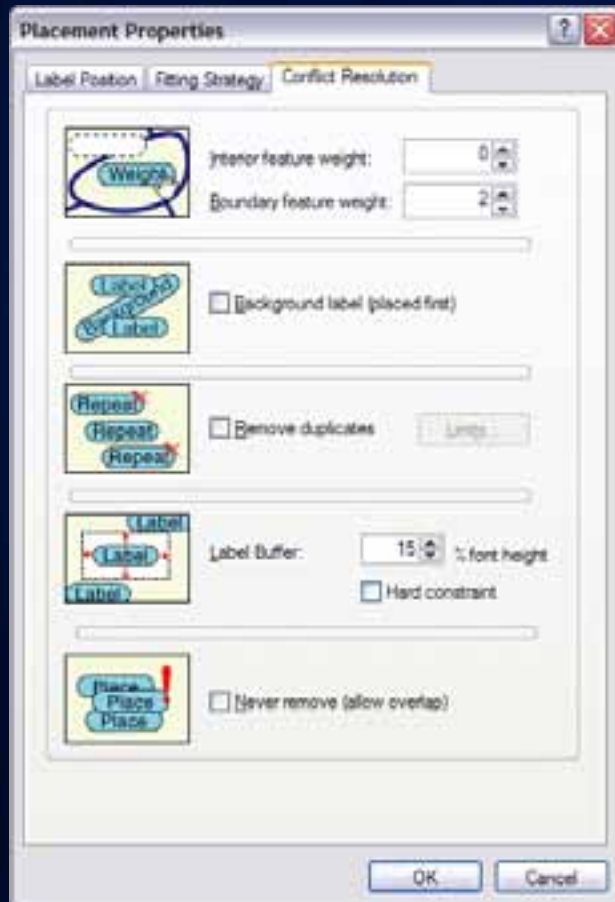 Placement Properties
?
Label Position Fitting Strategy Conflict Resolution
Weight
Interior feature weight: 0
Boundary feature weight: 2
Label
Background
Label
Background label (placed first)
Repeat
Repeat
Repeat
Remove duplicates
Label
Label
Label
Label Buffer: 15 % font height
Hard constraint
Place
Place
Place
!
Never remove (allow overlap)
OK Cancel